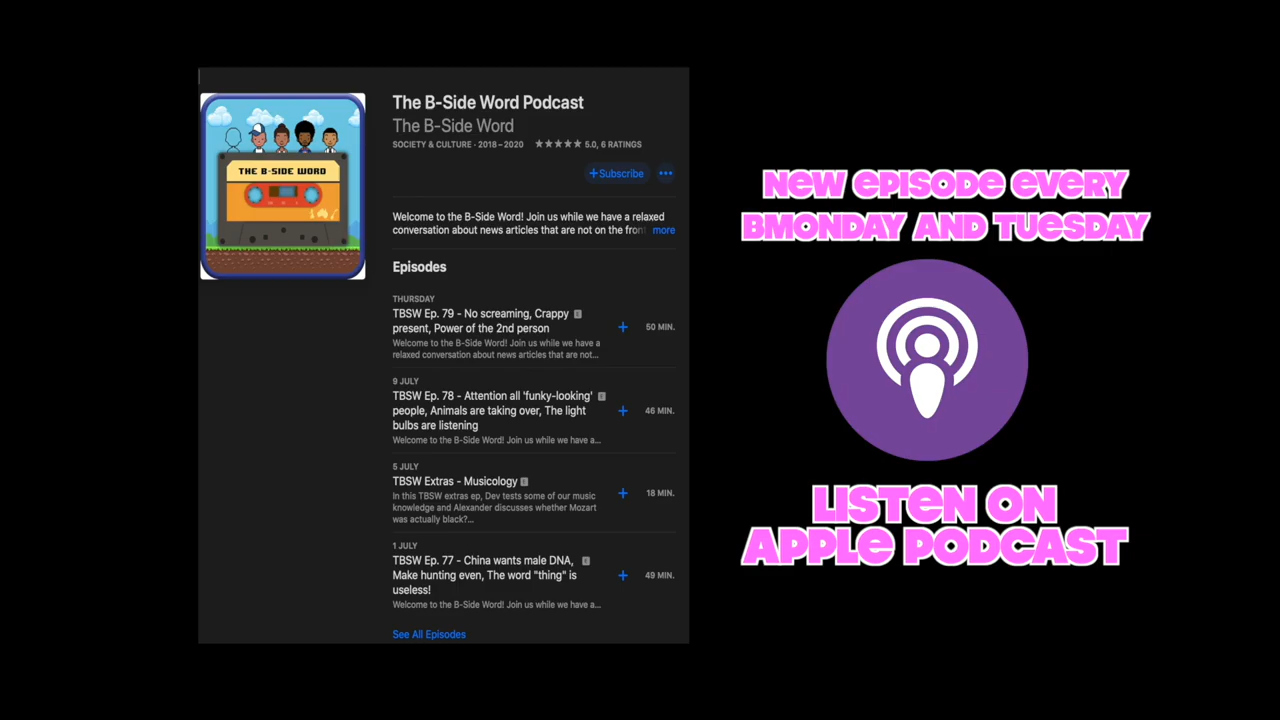 The B-Side Word Podcast
The B-Side Word
SOCIETY & CULTURE · 2018–2020 ★★★★★ 5.0, 6 RATINGS
+Subscribe •••
THE B-SIDE WORD
Welcome to the B-Side Word! Join us while we have a relaxed
conversation about news articles that are not on the fron more
Episodes
THURSDAY
TBSW Ep. 79 - No screaming, Crappy E
present, Power of the 2nd person
+ 50 MIN.
Welcome to the B-Side Word! Join us while we have a
relaxed conversation about news articles that are not...
9 JULY
TBSW Ep. 78 - Attention all 'funky-looking' E
people, Animals are taking over, The light
bulbs are listening
+ 46 MIN.
Welcome to the B-Side Word! Join us while we have a...
5 JULY
TBSW Extras - Musicology E
+ 18 MIN.
In this TBSW extras ep, Dev tests some of our music
knowledge and Alexander discusses whether Mozart
was actually black?...
1 JULY
TBSW Ep. 77 - China wants male DNA, E
Make hunting even, The word "thing" is
useless!
+ 49 MIN.
Welcome to the B-Side Word! Join us while we have a...
See All Episodes
NEW EPISODE EVERY
BMONDAY AND TUESDAY
LISTEN ON
APPLE PODCAST